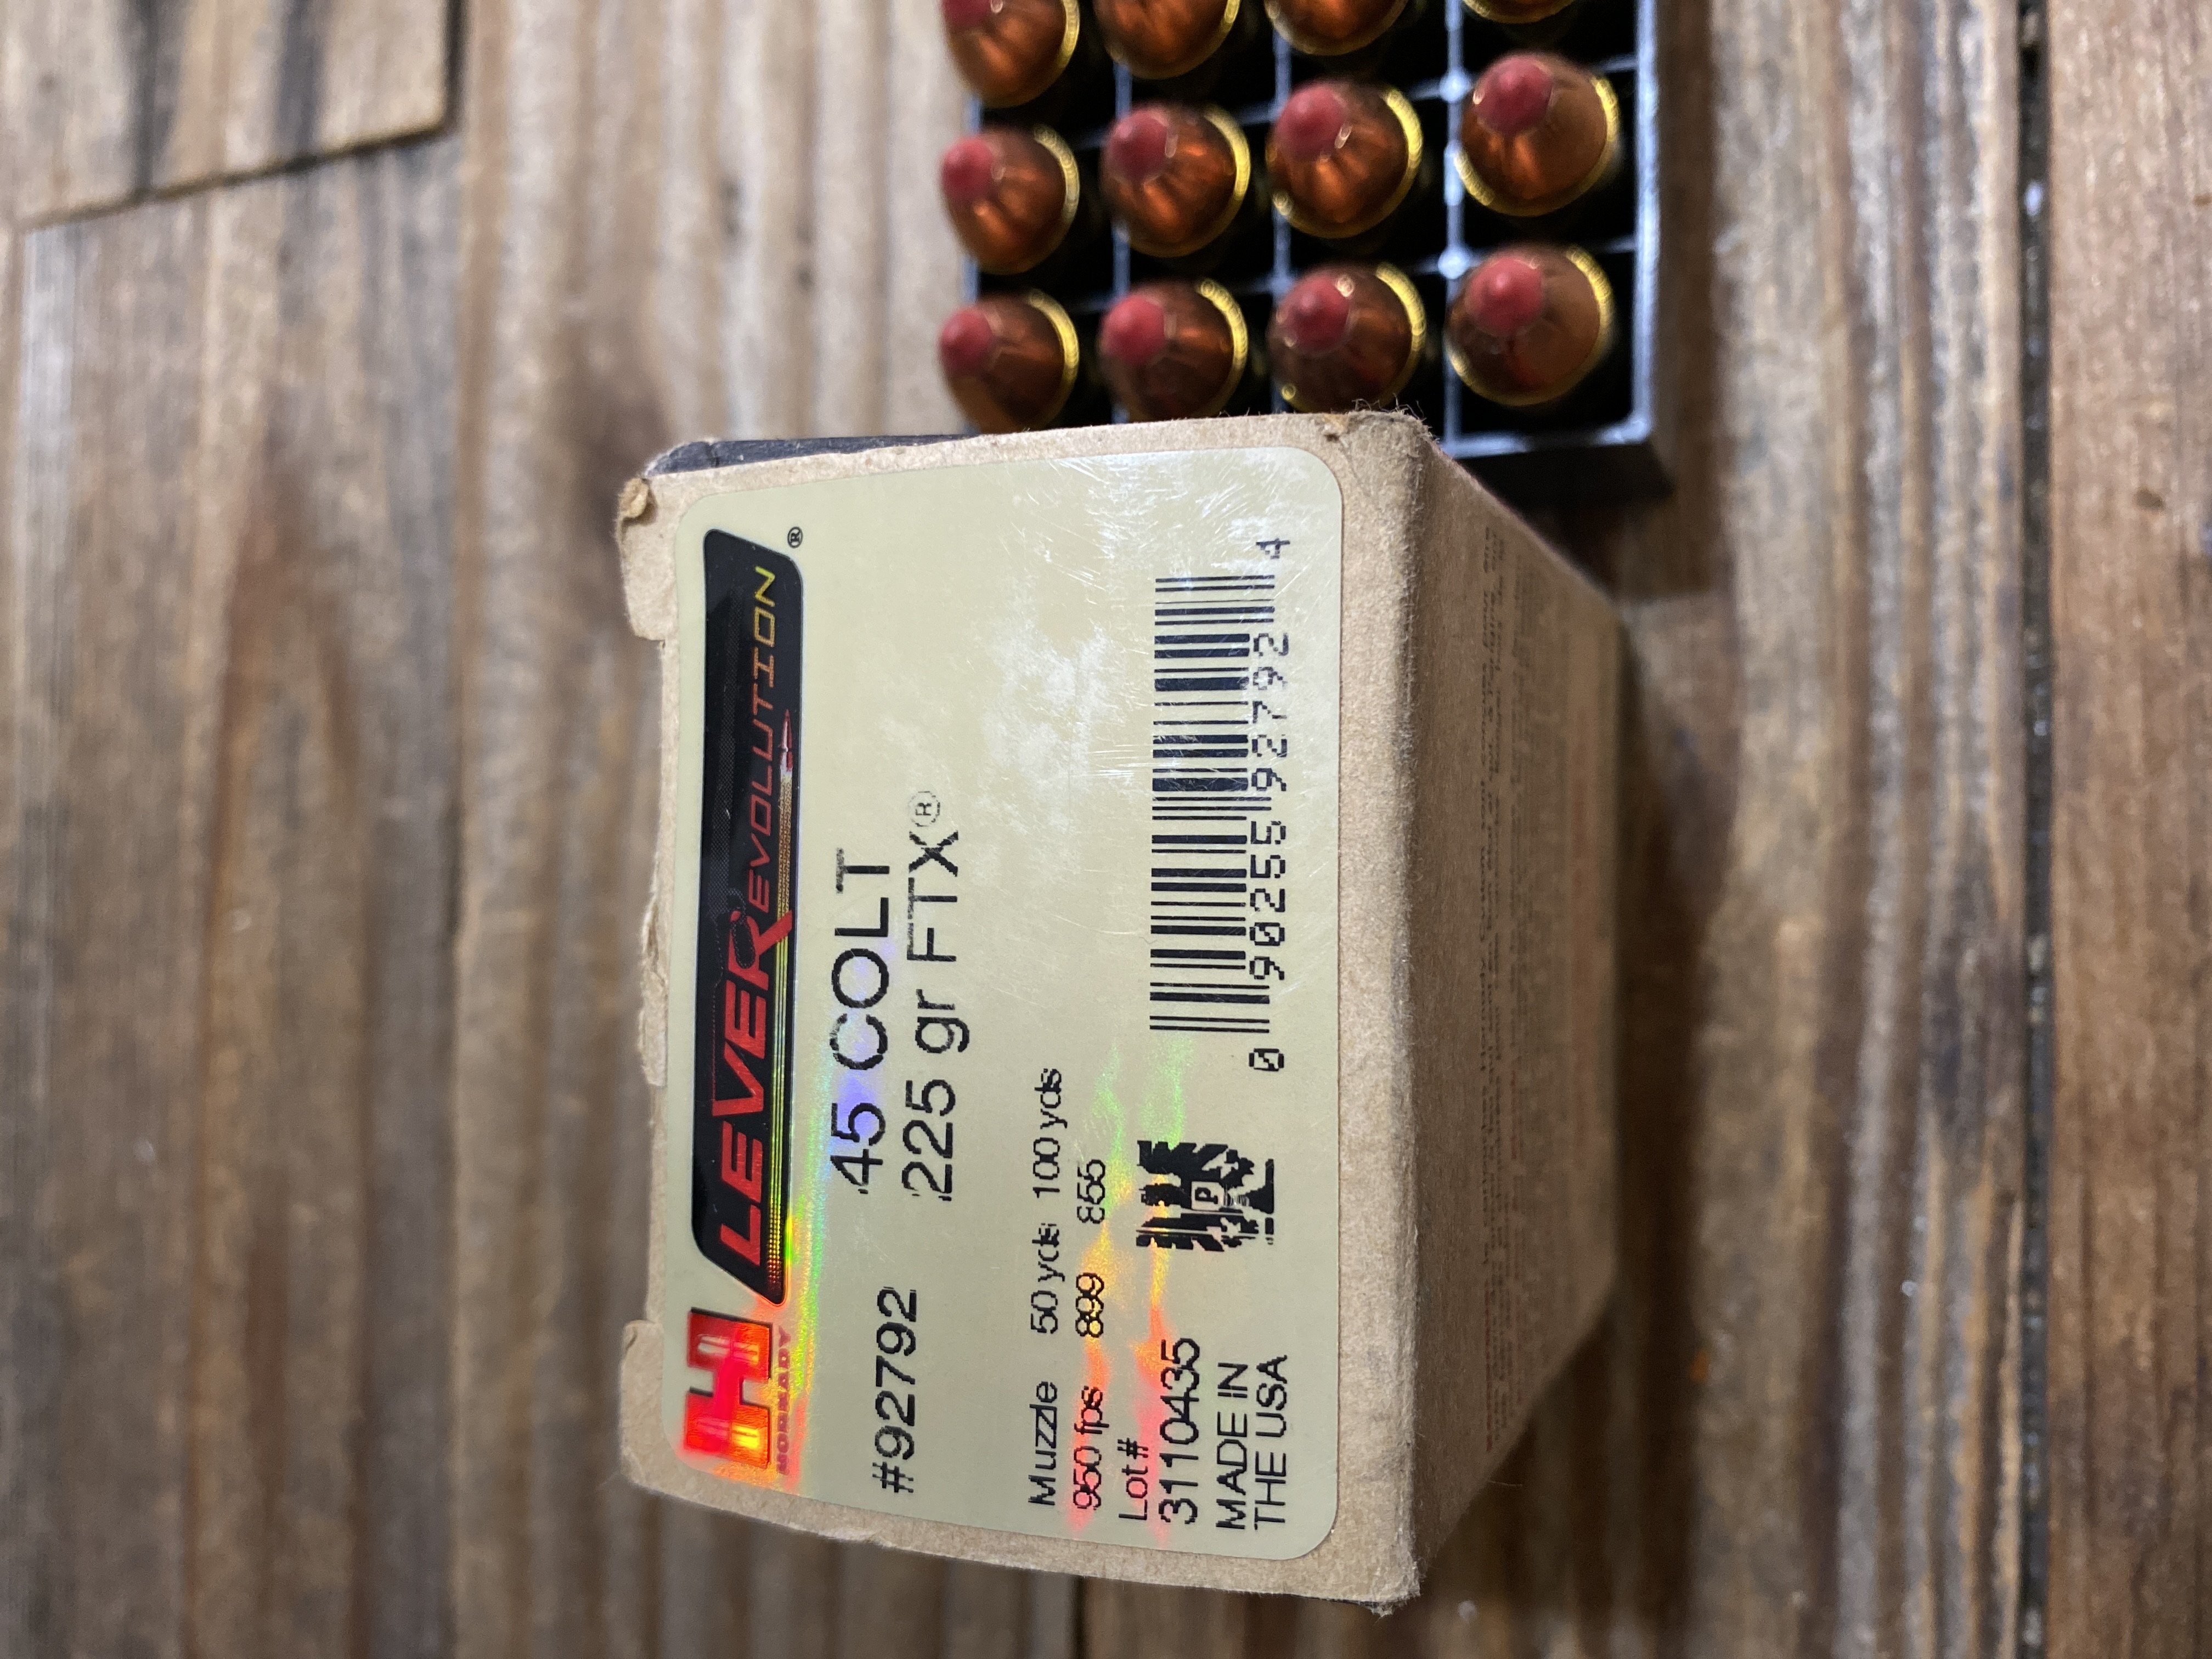 H
HORNADY
LEVEREVOLUTION®
#92792
.45 COLT
225 gr FTX®
Muzzle 50 yds 100 yds
950 fps 899 855
Lot#
3110435
MADE IN
THE USA
P
0 90255 92792 4